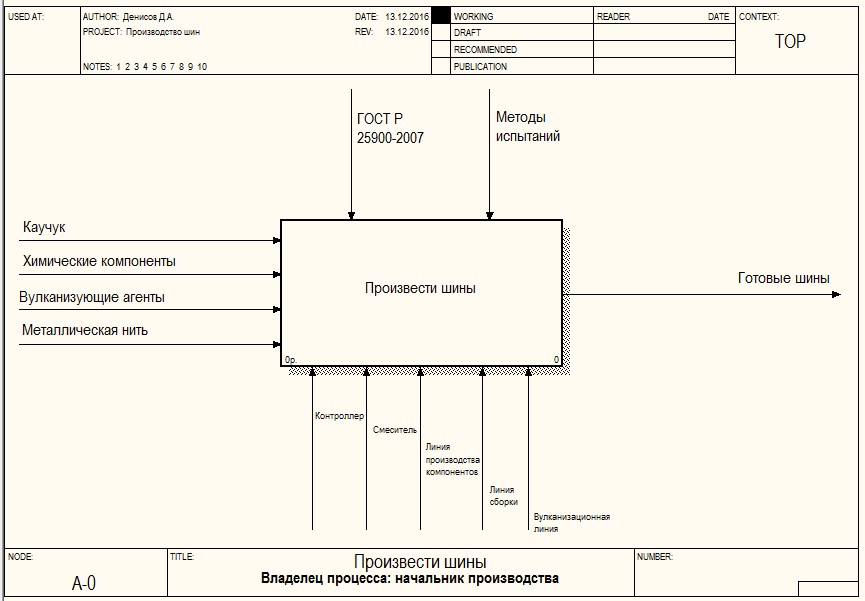 USED AT:
AUTHOR: Денисов Д.А.
DATE: 13.12.2016
PROJECT: Производство шин
REV: 13.12.2016
NOTES: 1 2 3 4 5 6 7 8 9 10
WORKING
DRAFT
RECOMMENDED
PUBLICATION
READER
DATE
CONTEXT:
TOP
ГОСТ Р
25900-2007
Методы
испытаний
Каучук
Химические компоненты
Вулканизующие агенты
Металлическая нить
Произвести шины
0р.
0
Готовые шины
Контроллер
Смеситель
Линия
производства
компонентов
Линия
сборки
Вулканизационная
линия
NODE:
A-0
TITLE:
Произвести шины
Владелец процесса: начальник производства
NUMBER: